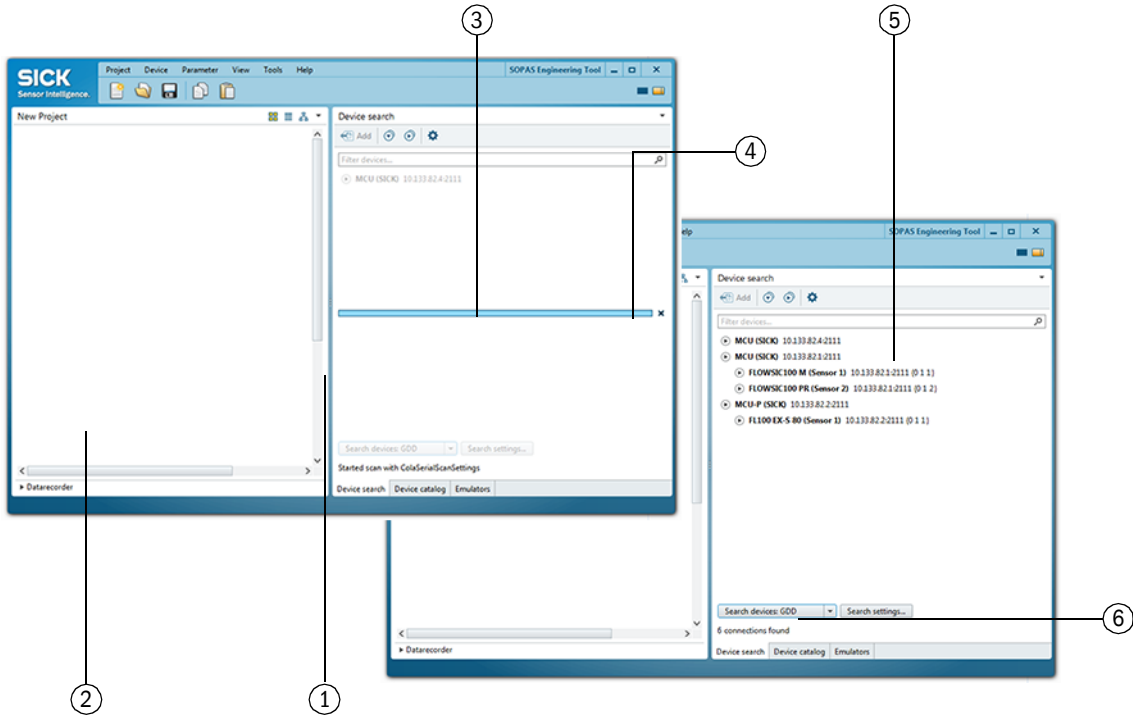 3
5
SICK
Sensor Intelligence.
Project Device Parameter View Tools Help
SOPAS Engineering Tool
New Project
Device search
Add
Filter devices...
MCU (SICK) 10.133.82.4:2111
4
Search devices: GDD
Search settings...
Started scan with ColaSerialScanSettings
Datarecorder
Device search Device catalog Emulators
elp
SOPAS Engineering Tool
Device search
Add
Filter devices...
MCU (SICK) 10.133.82.4:2111
MCU (SICK) 10.133.82.1:2111
FLOWSIC100 M (Sensor 1) 10.133.82.1:2111 (0 1 1)
FLOWSIC100 PR (Sensor 2) 10.133.82.1:2111 (0 1 2)
MCU-P (SICK) 10.133.82.2:2111
FL100 EX-S 80 (Sensor 1) 10.133.82.2:2111 (0 1 1)
Search devices: GDD
Search settings...
6
6 connections found
Datarecorder
Device search Device catalog Emulators
2
1